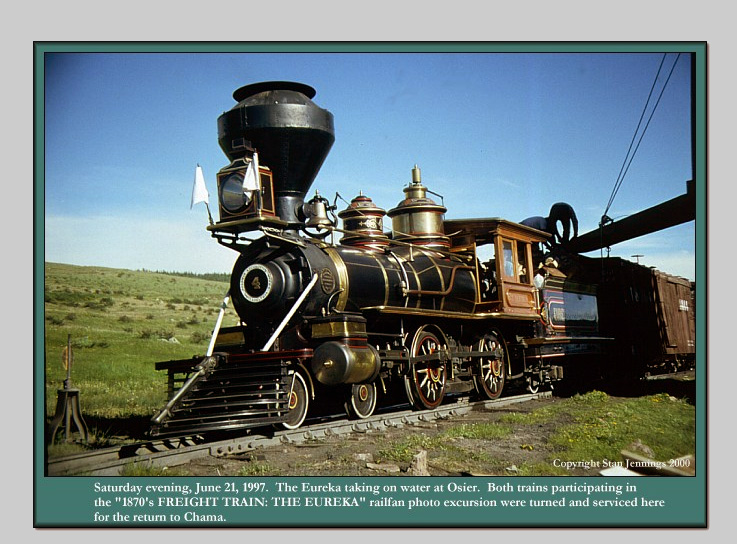 4
Copyright Stan Jennings 2000
Saturday evening, June 21, 1997. The Eureka taking on water at Osier. Both trains participating in
the "1870's FREIGHT TRAIN: THE EUREKA" railfan photo excursion were turned and serviced here
for the return to Chama.